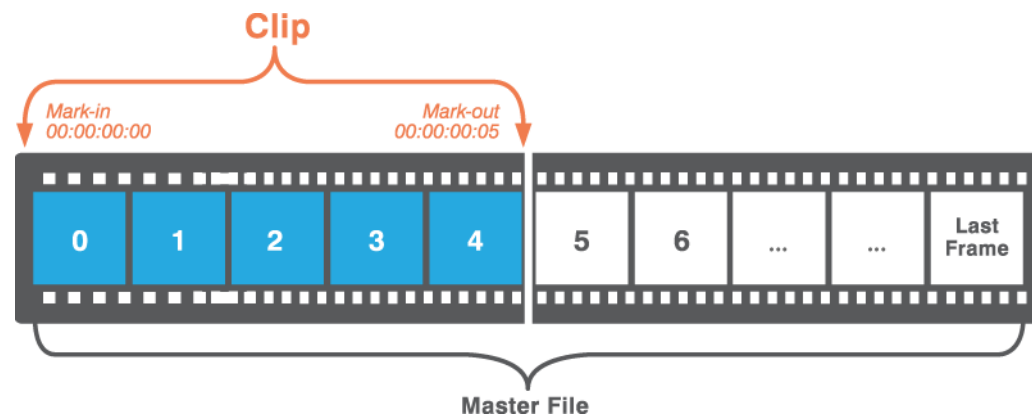 Clip
Mark-in
00:00:00:00
Mark-out
00:00:00:05
0 1 2 3 4 5 6 ... ... Last Frame
Master File